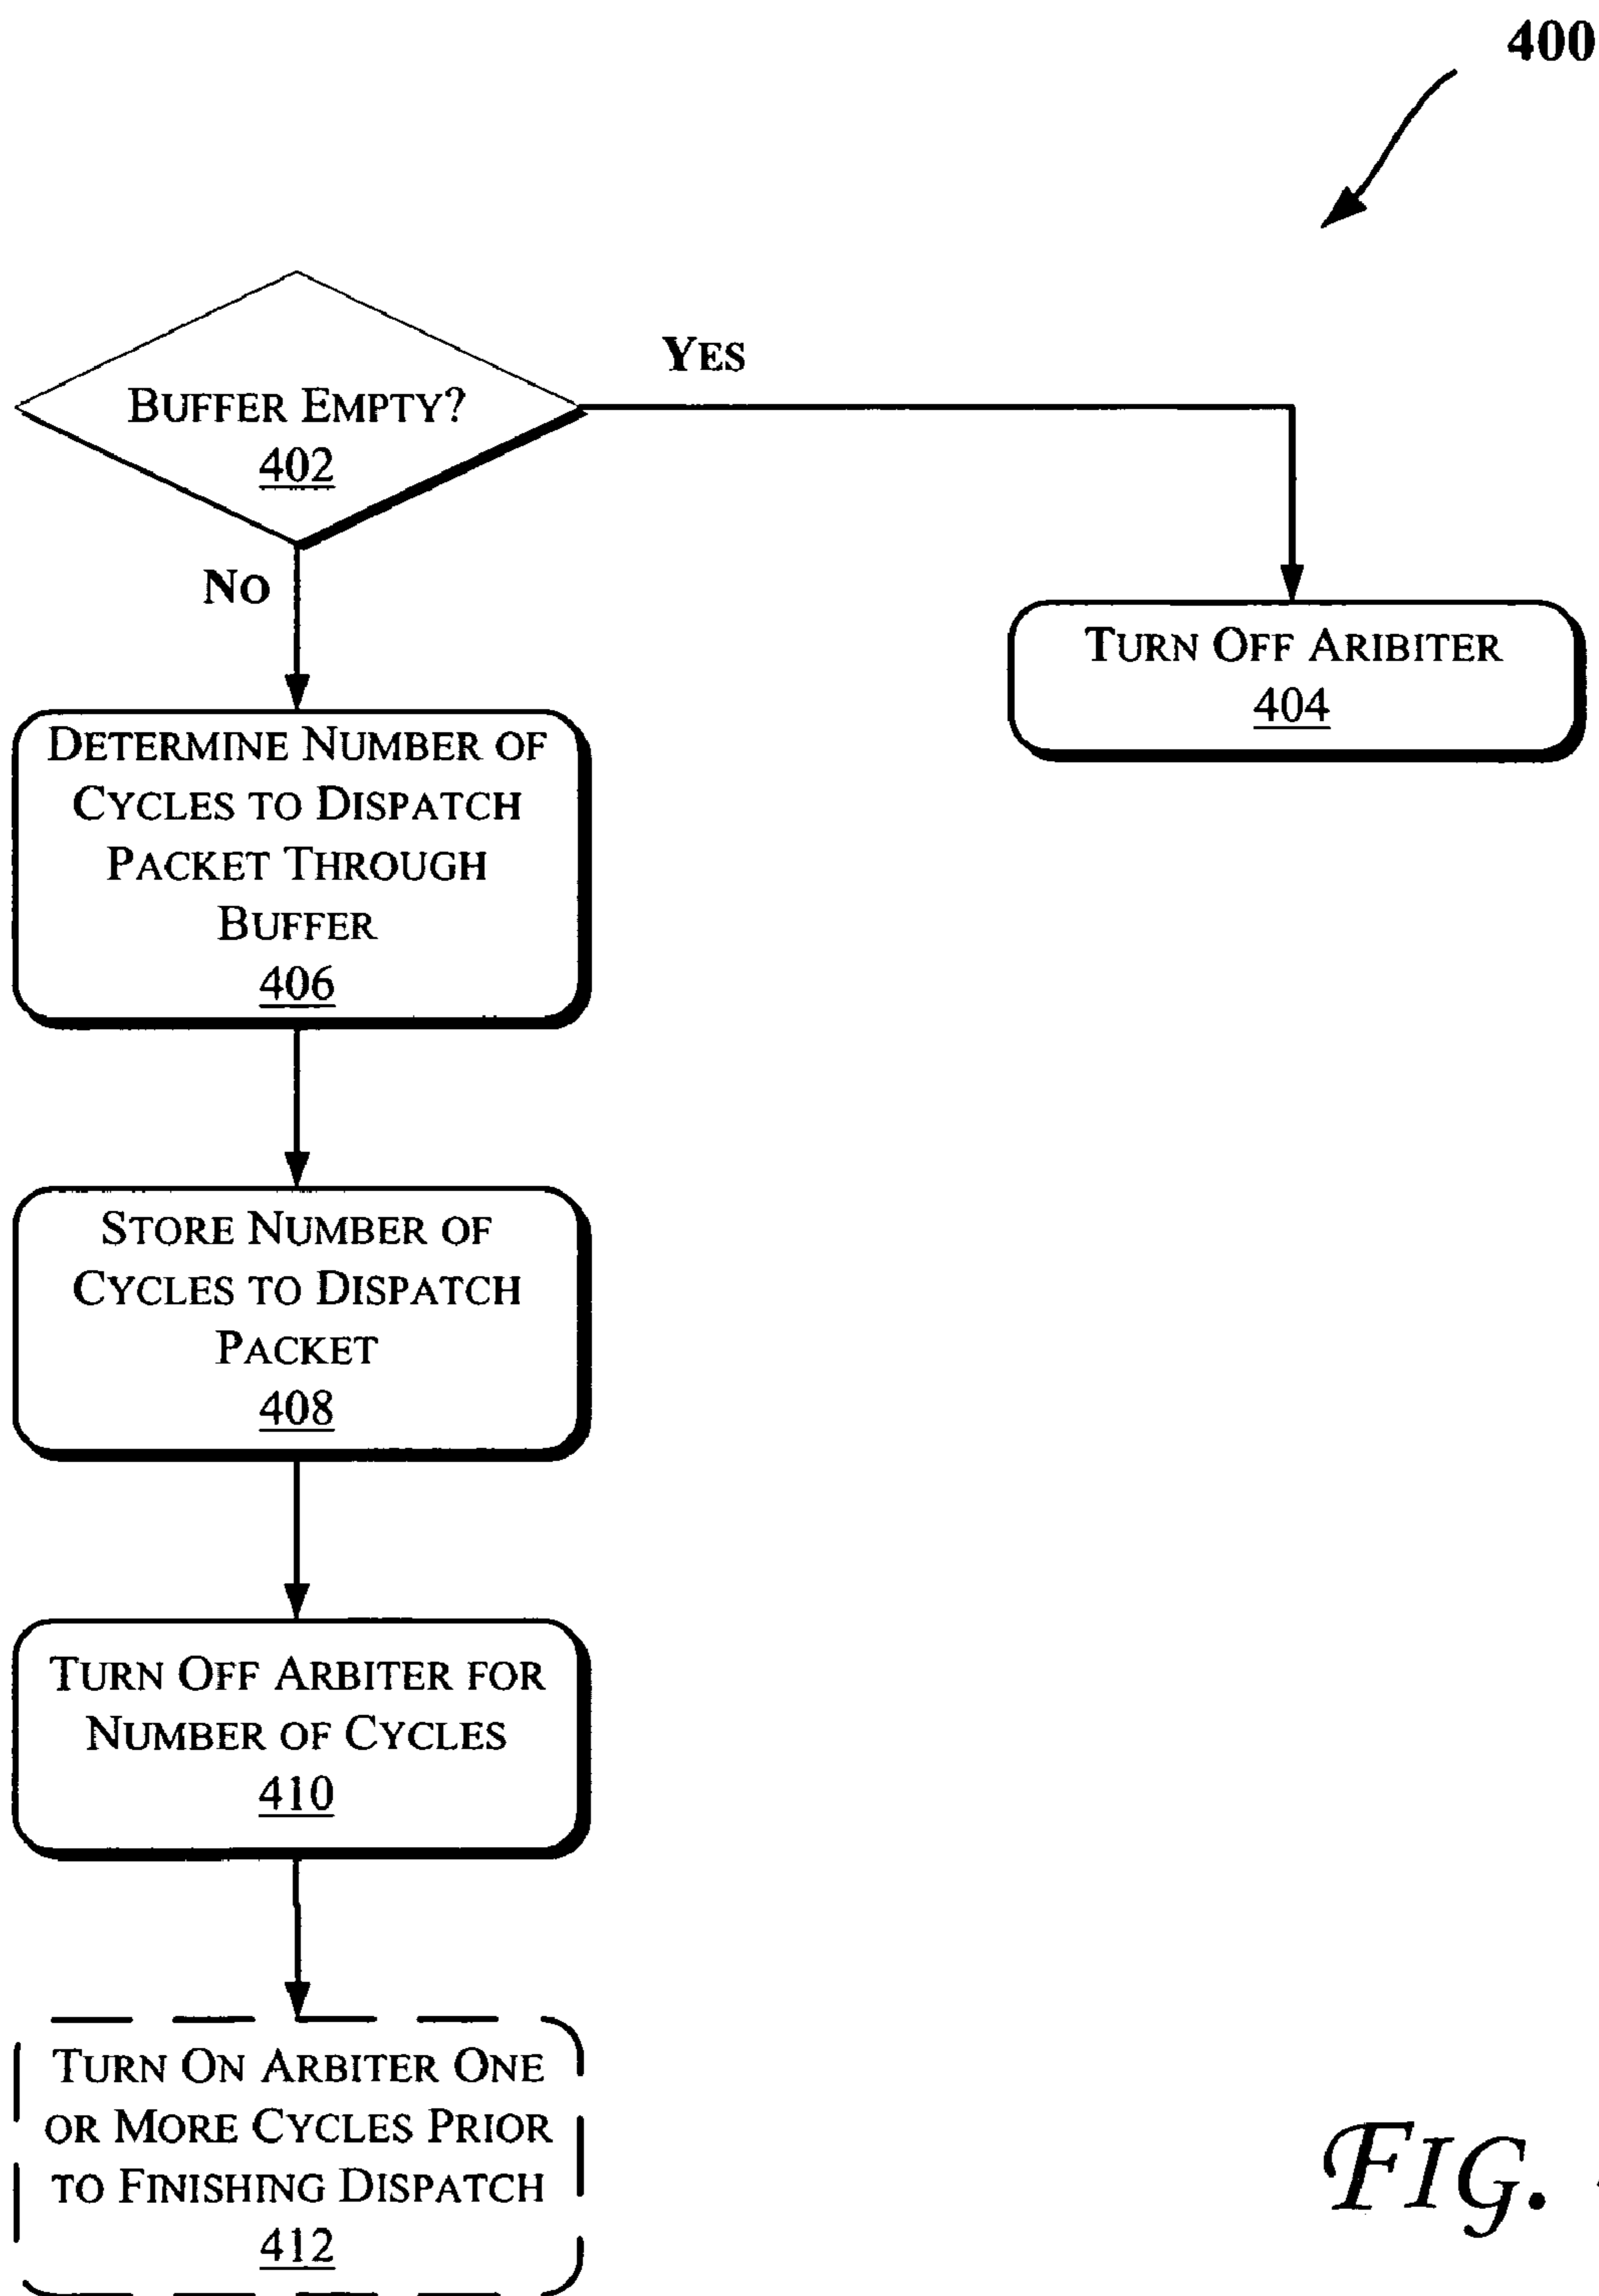 400
BUFFER EMPTY?
402
YES
NO
TURN OFF ARIBITER
404
DETERMINE NUMBER OF
CYCLES TO DISPATCH
PACKET THROUGH
BUFFER
406
STORE NUMBER OF
CYCLES TO DISPATCH
PACKET
408
TURN OFF ARBITER FOR
NUMBER OF CYCLES
410
TURN ON ARBITER ONE
OR MORE CYCLES PRIOR
TO FINISHING DISPATCH
412
FIG.